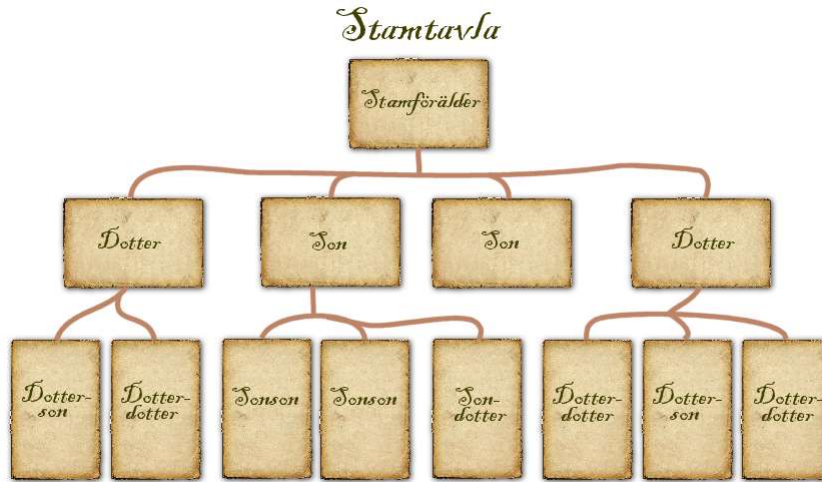 Stamtavla
Stamförälder
Dotter
Son
Son
Dotter
Dotter-
son
Dotter-
dotter
Sonson
Sonson
Son-
dotter
Dotter-
dotter
Dotter-
son
Dotter-
dotter